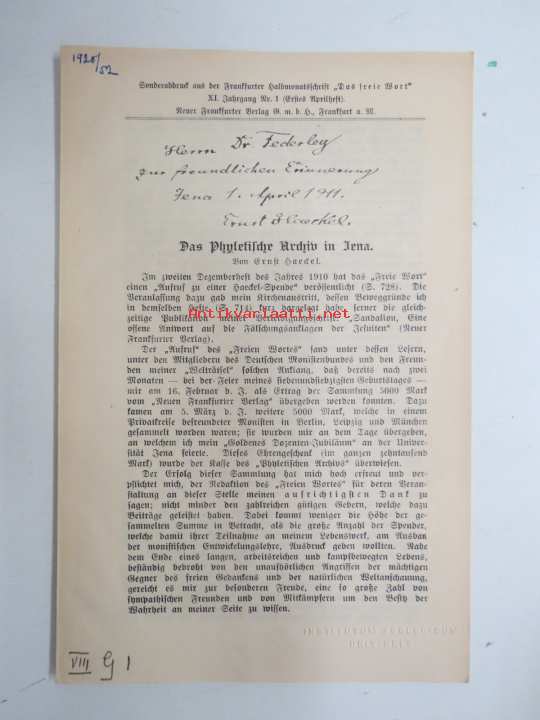 1926/52
Sonderabdruck aus der Frankfurter Halbmonatsschrift „Das freie Wort“
XI. Jahrgang Nr. 1 (Erstes Aprilheft).
Neuer Frankfurter Verlag G. m. b. H., Frankfurt a. M.
Herrn Dr. Federley
zur freundlichen Erinnerung
Jena 1. April 1911.
Ernst Haeckel.
Das Phyletische Archiv in Jena.
Von Ernst Haeckel.
Im zweiten Dezemberheft des Jahres 1910 hat das „Freie Wort“
einen „Aufruf zu einer Haeckel-Spende“ veröffentlicht (S. 728). Die
Veranlassung dazu gab mein Kirchenaustritt, dessen Beweggründe ich
in demselben Hefte (S. 714) kurz dargelegt hatte, ferner die gleich-
zeitige Publikation meiner Verteidigungsschrift: „Sandalion, Eine
offene Antwort auf die Fälschungsanklagen der Jesuiten“ (Neuer
Frankfurter Verlag).
Der „Aufruf“ des „Freien Wortes“ fand unter dessen Lesern,
unter den Mitgliedern des Deutschen Monistenbundes und den Freun-
den meiner „Welträtsel“ solchen Anklang, daß bereits nach zwei
Monaten — bei der Feier meines siebenundsiebzigsten Geburtstages —
mir am 16. Februar d. J. als Ertrag der Sammlung 5000 Mark
vom „Neuen Frankfurter Verlag“ übergeben werden konnten. Dazu
kamen am 5. März d. J. weitere 5000 Mark, welche in einem
Privatkreise befreundeter Monisten in Berlin, Leipzig und München
gesammelt worden waren; sie wurden mir an dem Tage übergeben,
an welchem ich mein „Goldenes Dozenten-Jubiläum“ an der Univer-
sität Jena feierte. Dieses Ehrengeschenk (im ganzen zehntausend
Mark) wurde der Kasse des „Phyletischen Archivs“ überwiesen.
Der Erfolg dieser Sammlung hat mich hoch erfreut und ver-
pflichtet mich, der Redaktion des „Freien Wortes“ für deren Veran-
staltung an dieser Stelle meinen aufrichtigsten Dank zu
sagen; nicht minder den zahlreichen gütigen Gebern, welche dazu
Beiträge geleistet haben. Dabei kommt weniger die Höhe der ge-
sammelten Summe in Betracht, als die große Anzahl der Spender,
welche damit ihrer Teilnahme an meinem Lebenswerk, am Ausbau
der monistischen Entwickelungslehre, Ausdruck geben wollten. Nahe
dem Ende eines langen, arbeitsreichen und kampfbewegten Lebens,
beständig bedroht von den unaufhörlichen Angriffen der mächtigen
Gegner des freien Gedankens und der natürlichen Weltanschauung,
gereicht es mir zur besonderen Freude, eine so große Zahl von
sympathischen Freunden und von Mitkämpfern um den Besitz der
Wahrheit an meiner Seite zu wissen.
Antikvariaatti.net
VIII G 1